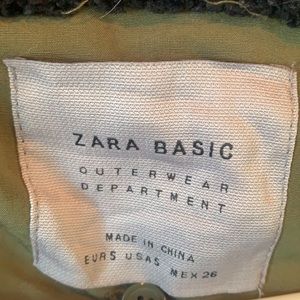 ZARA BASIC
OUTERWEAR
DEPARTMENT
MADE IN CHINA
EUR S USA S MEX 26